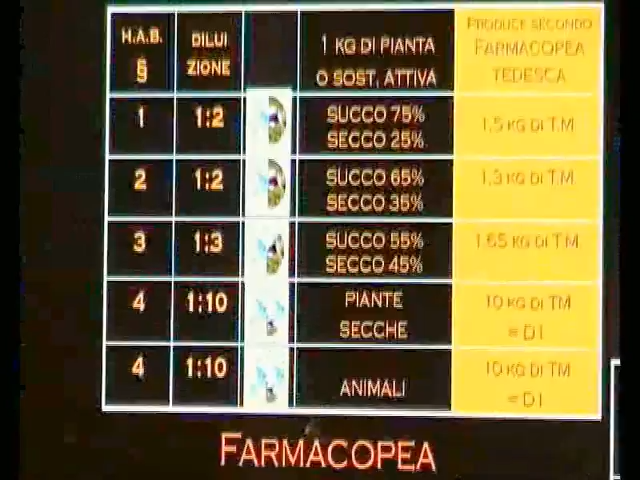 H.A.B. § DILUI ZIONE 1 KG DI PIANTA O SOST. ATTIVA PRODUCE SECONDO FARMACOPEA TEDESCA
1 1:2 SUCCO 75% SECCO 25% 1,5 KG DI T.M
2 1:2 SUCCO 65% SECCO 35% 1,3 KG DI T.M
3 1:3 SUCCO 55% SECCO 45% 1.65 KG DI T.M
4 1:10 PIANTE SECCHE 10 KG DI TM = D1
4 1:10 ANIMALI 10 KG DI TM = D1
FARMACOPEA